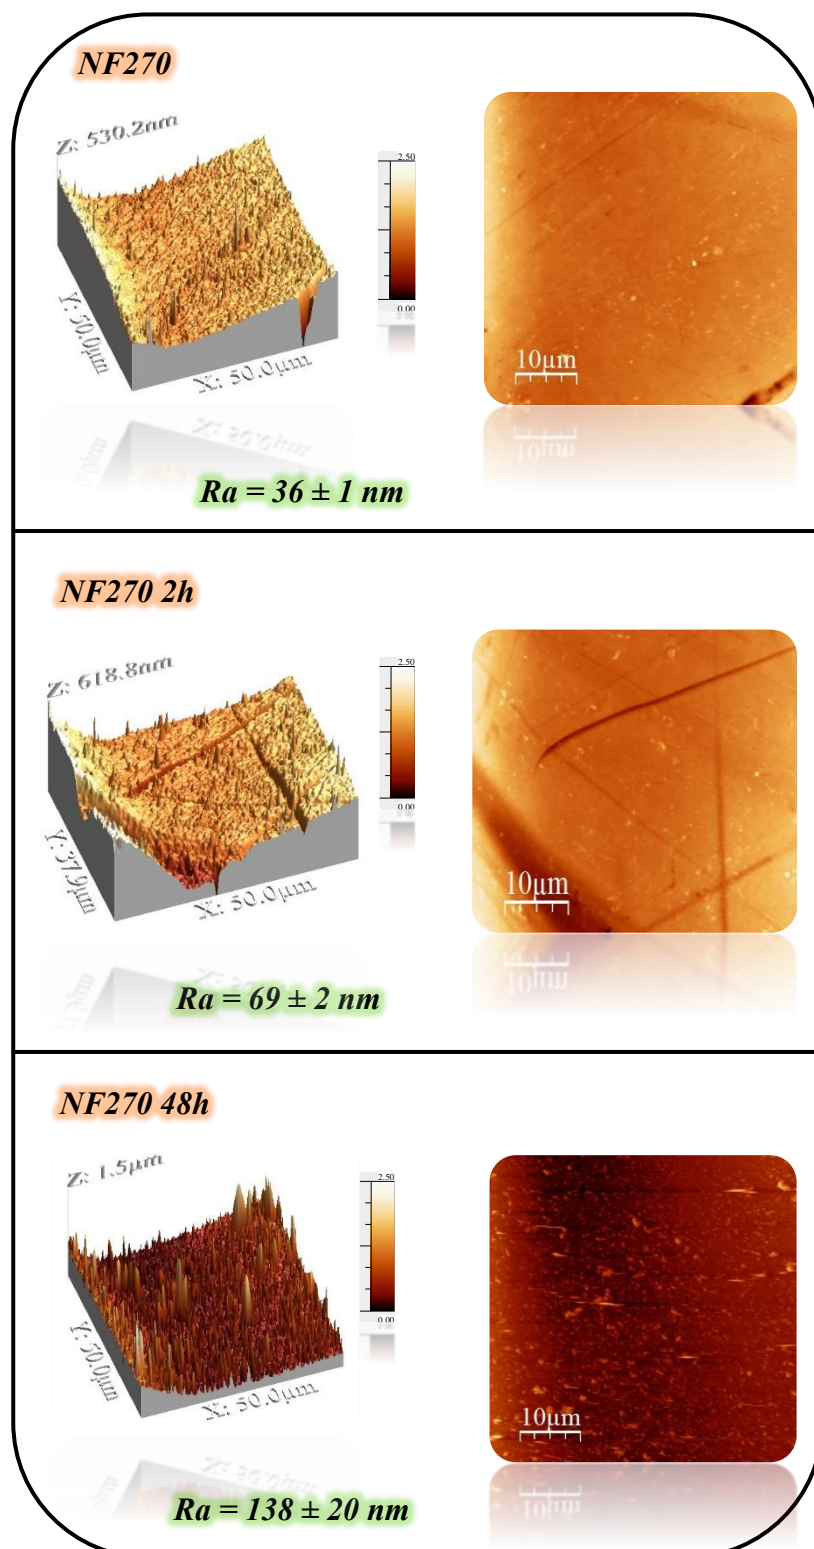 NF270
Z: 530.2nm
2.50
0.00
Y: 50.0µm
X: 50.0µm
10µm
Ra = 36 ± 1 nm
NF270 2h
Z: 618.8nm
2.50
0.00
Y: 37.9µm
X: 50.0µm
10µm
Ra = 69 ± 2 nm
NF270 48h
Z: 1.5µm
2.50
0.00
Y: 50.0µm
X: 50.0µm
10µm
Ra = 138 ± 20 nm